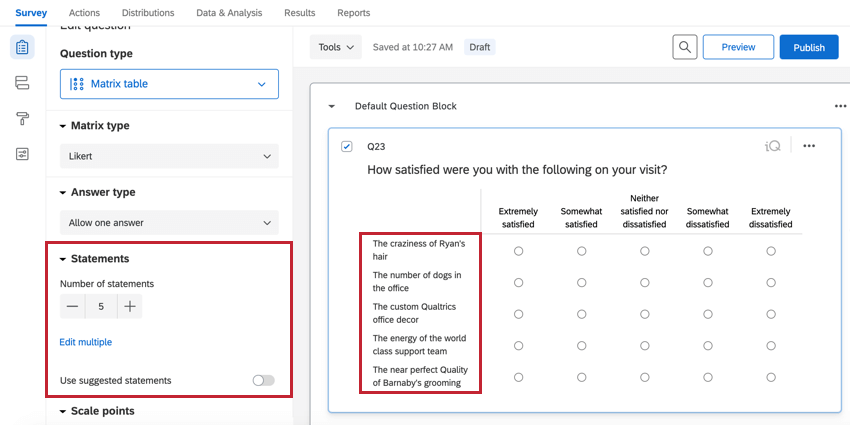 Survey Actions Distributions Data & Analysis Results Reports
Edit question
Question type
Matrix table
Matrix type
Likert
Answer type
Allow one answer
Statements
Number of statements
5
Edit multiple
Use suggested statements
Scale points
Tools Saved at 10:27 AM Draft Preview Publish
Default Question Block
Q23 iQ
How satisfied were you with the following on your visit?
Extremely
satisfied
Somewhat
satisfied
Neither
satisfied nor
dissatisfied
Somewhat
dissatisfied
Extremely
dissatisfied
The craziness of Ryan's
hair
The number of dogs in
the office
The custom Qualtrics
office decor
The energy of the world
class support team
The near perfect Quality
of Barnaby's grooming